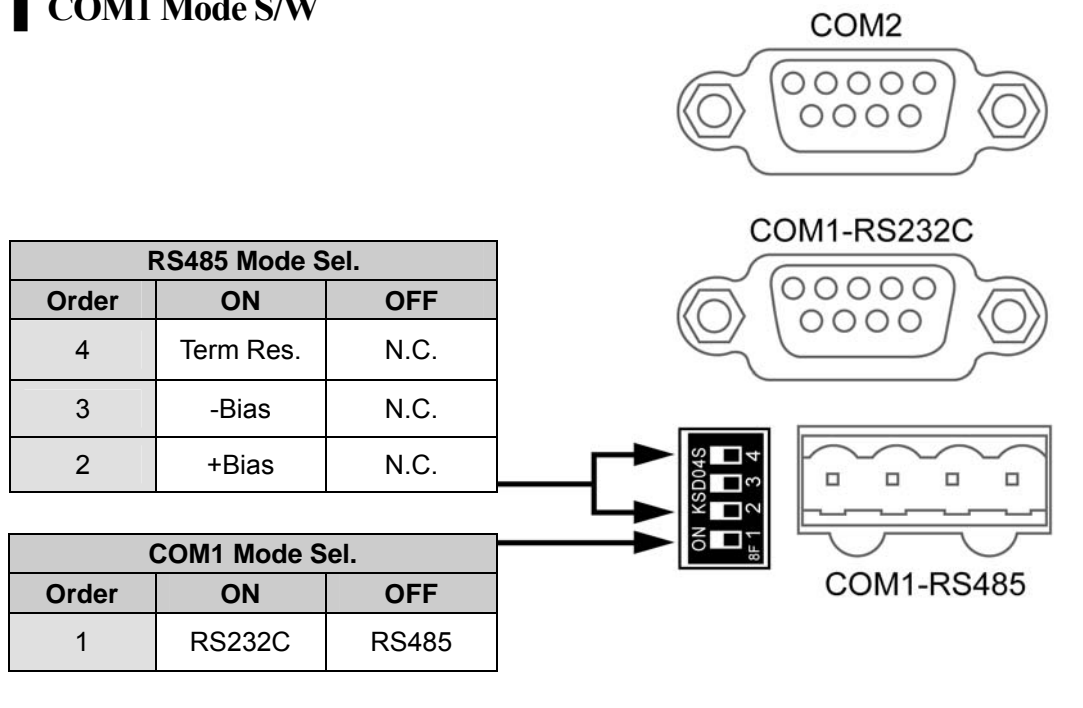 COM1 Mode S/W
COM2
COM1-RS232C
RS485 Mode Sel.
Order ON OFF
4 Term Res. N.C.
3 -Bias N.C.
2 +Bias N.C.
ON KSD04S
1 2 3 4
8F
COM1-RS485
COM1 Mode Sel.
Order ON OFF
1 RS232C RS485